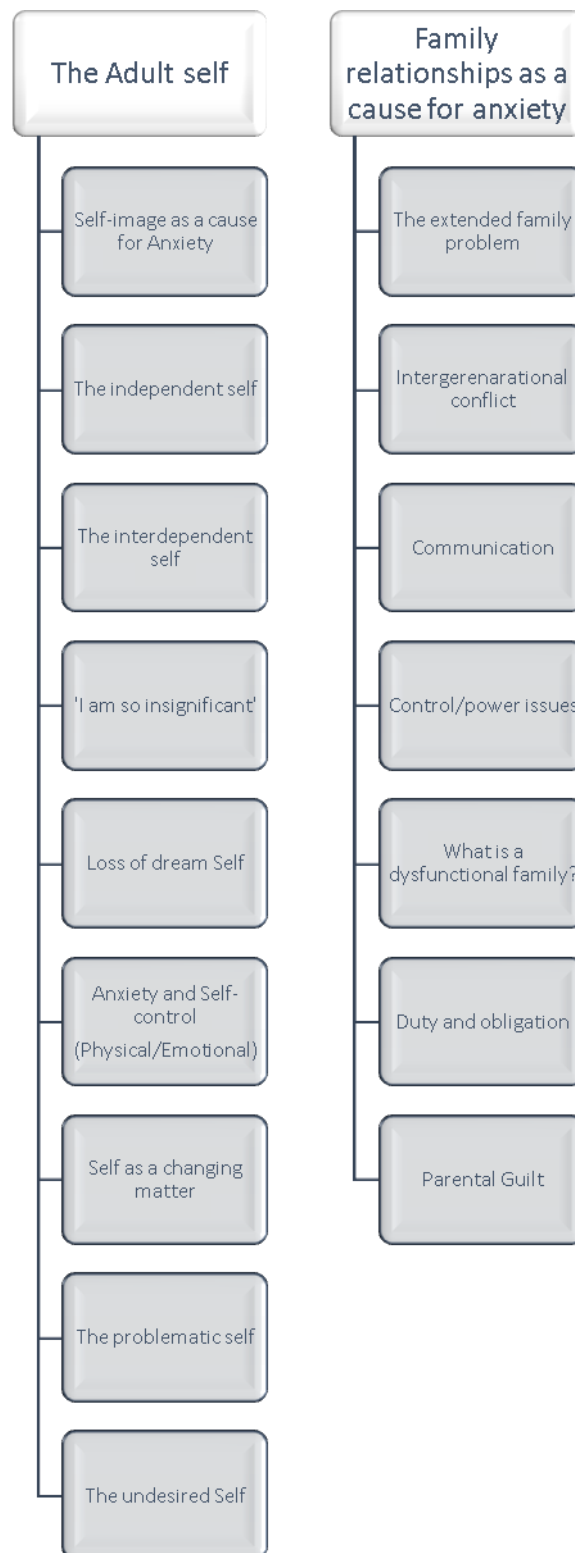 The Adult self
Self-image as a cause
for Anxiety
The independent self
The interdependent
self
'I am so insignificant'
Loss of dream Self
Anxiety and Self-
control
(Physical/Emotional)
Self as a changing
matter
The problematic self
The undesired Self
Family
relationships as a
cause for anxiety
The extended family
problem
Intergerenarational
conflict
Communication
Control/power issues
What is a
dysfunctional family?
Duty and obligation
Parental Guilt